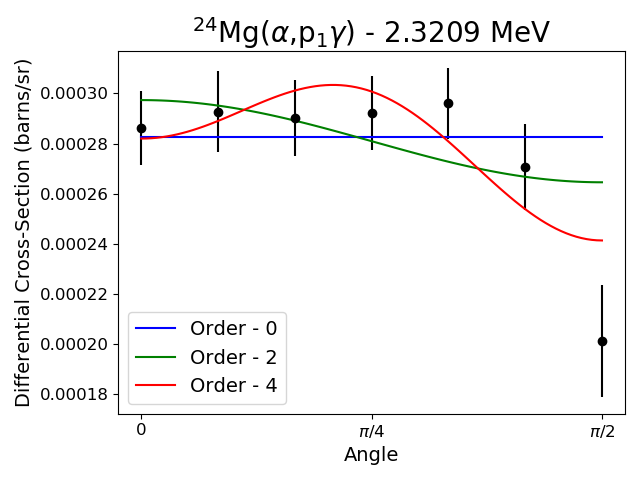 ²⁴Mg(α,p₁γ) - 2.3209 MeV
Differential Cross-Section (barns/sr)
0.00030
0.00028
0.00026
0.00024
0.00022
0.00020
0.00018
Order - 0
Order - 2
Order - 4
0
π/4
π/2
Angle